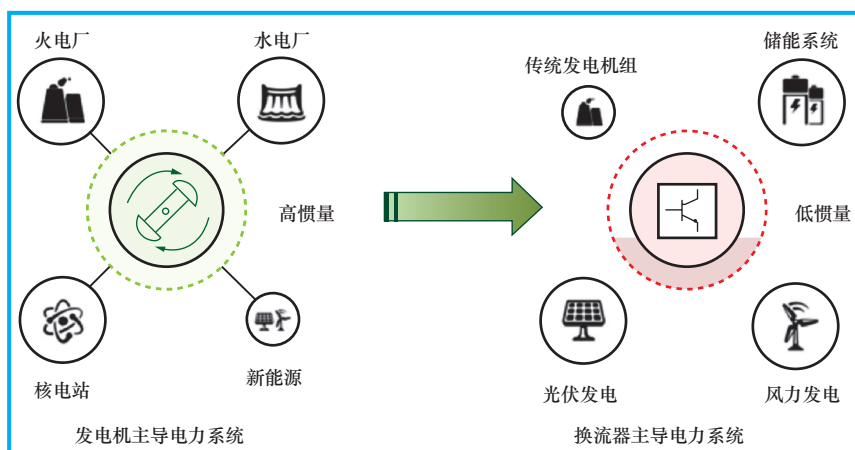 火电厂
水电厂
高惯量
核电站
新能源
发电机主导电力系统
传统发电机组
储能系统
低惯量
光伏发电
风力发电
换流器主导电力系统